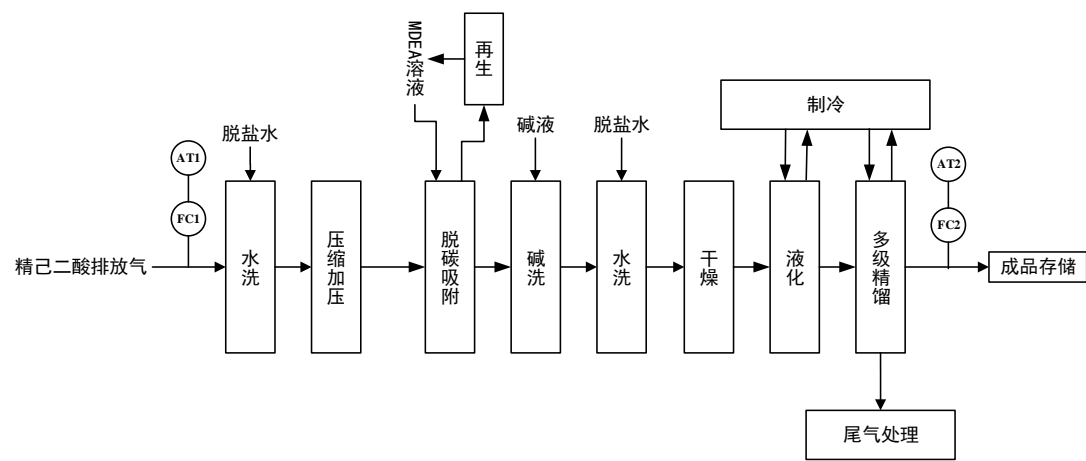 MDEA溶液
再生
制冷
脱盐水
碱液
脱盐水
AT1
AT2
FC1
FC2
精己二酸排放气
水洗
压缩加压
脱碳吸附
碱洗
水洗
干燥
液化
多级精馏
成品存储
尾气处理